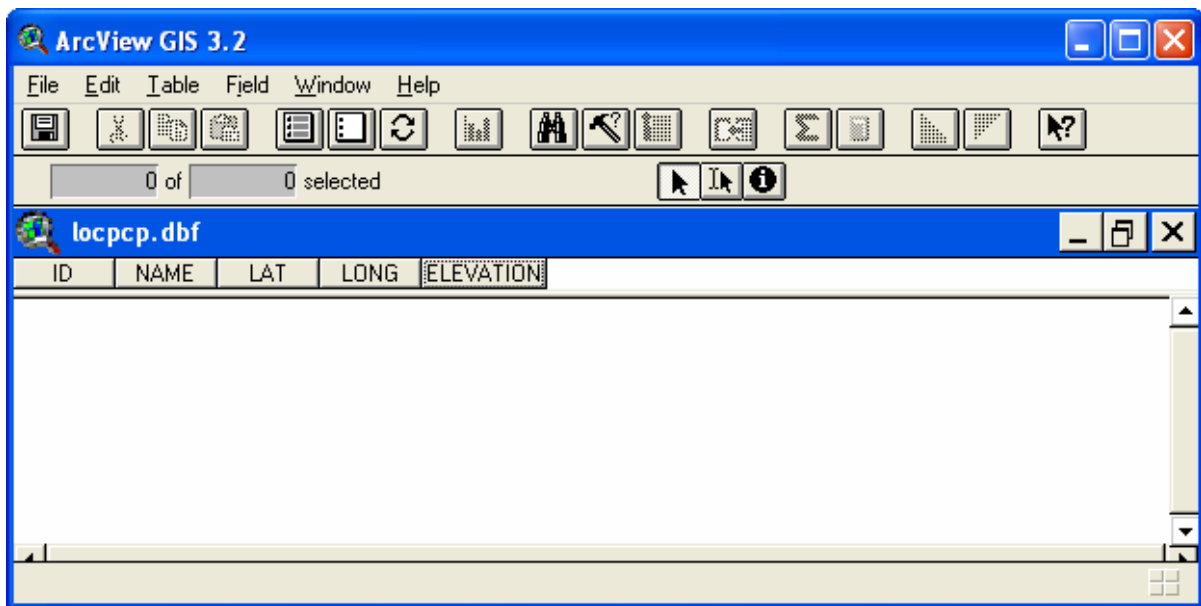 ArcView GIS 3.2
File Edit Table Field Window Help
0 of 0 selected
locpcp.dbf
ID NAME LAT LONG ELEVATION